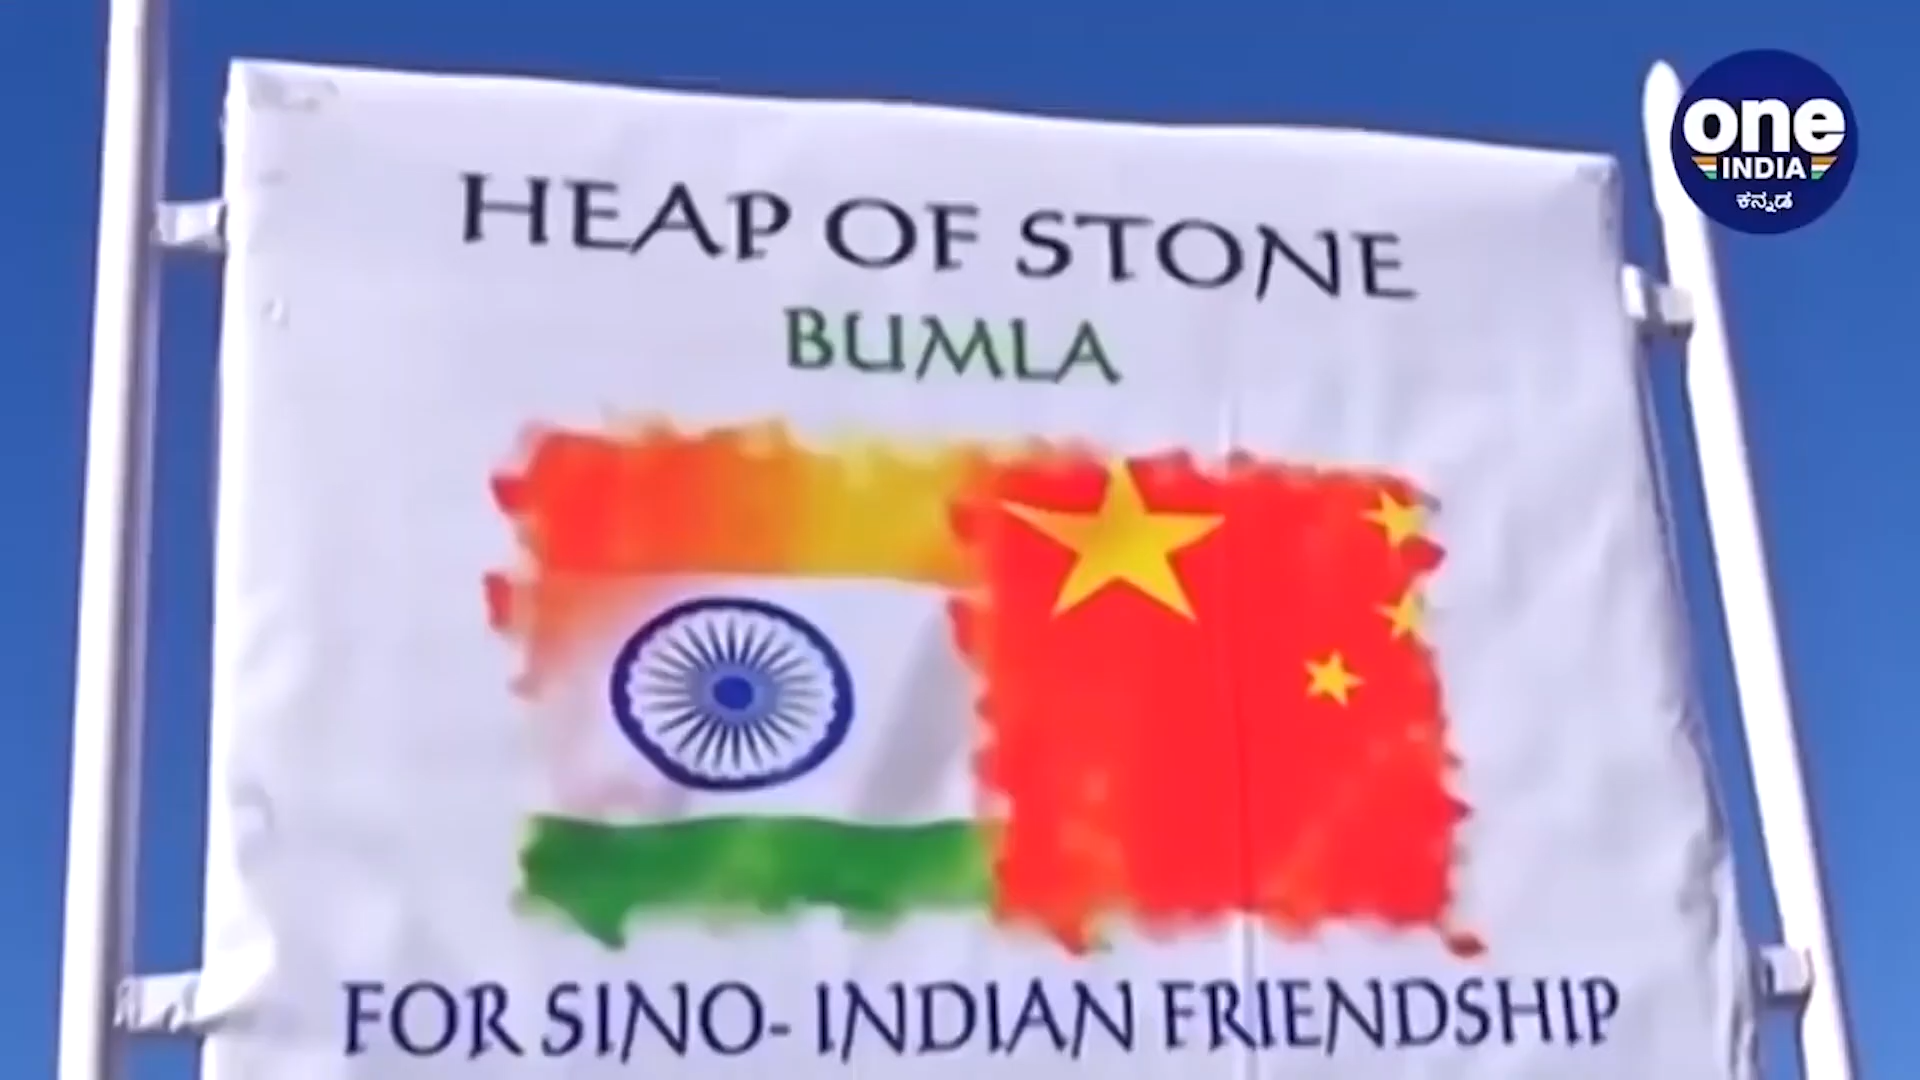 HEAP OF STONE
BUMLA
FOR SINO- INDIAN FRIENDSHIP
one
INDIA
ಕನ್ನಡ